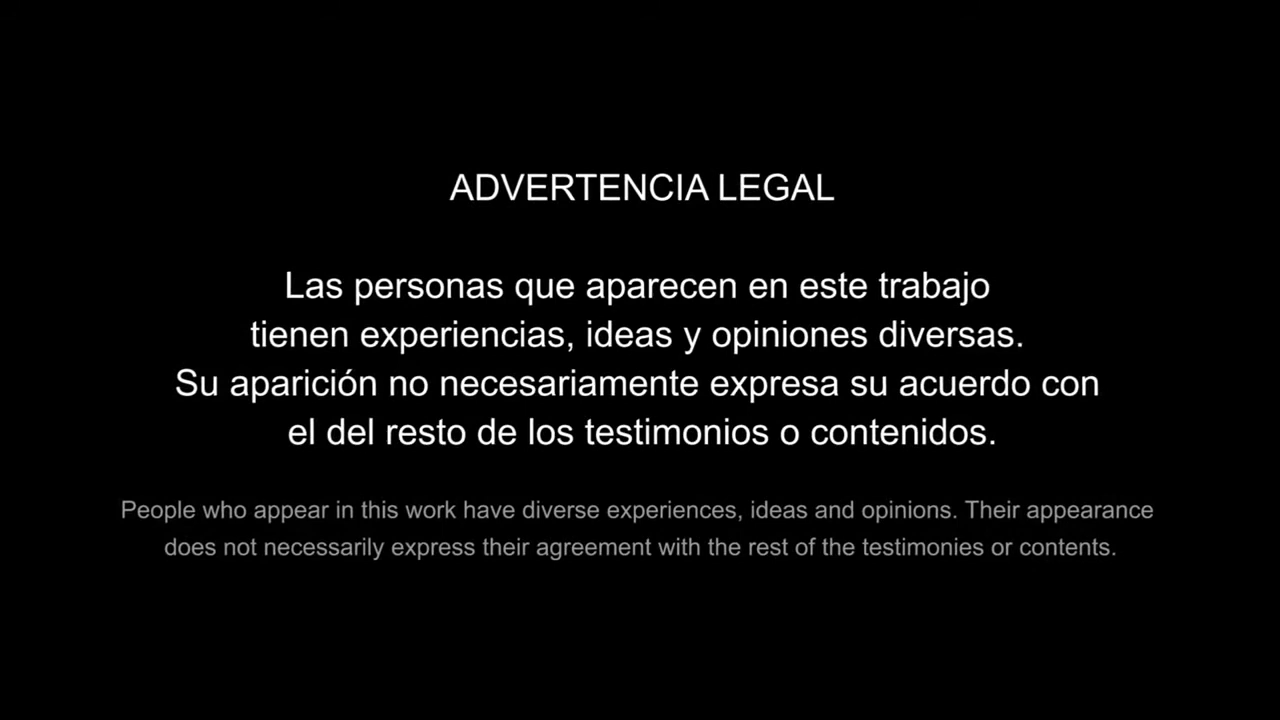 ADVERTENCIA LEGAL
Las personas que aparecen en este trabajo
tienen experiencias, ideas y opiniones diversas.
Su aparición no necesariamente expresa su acuerdo con
el del resto de los testimonios o contenidos.
People who appear in this work have diverse experiences, ideas and opinions. Their appearance
does not necessarily express their agreement with the rest of the testimonies or contents.